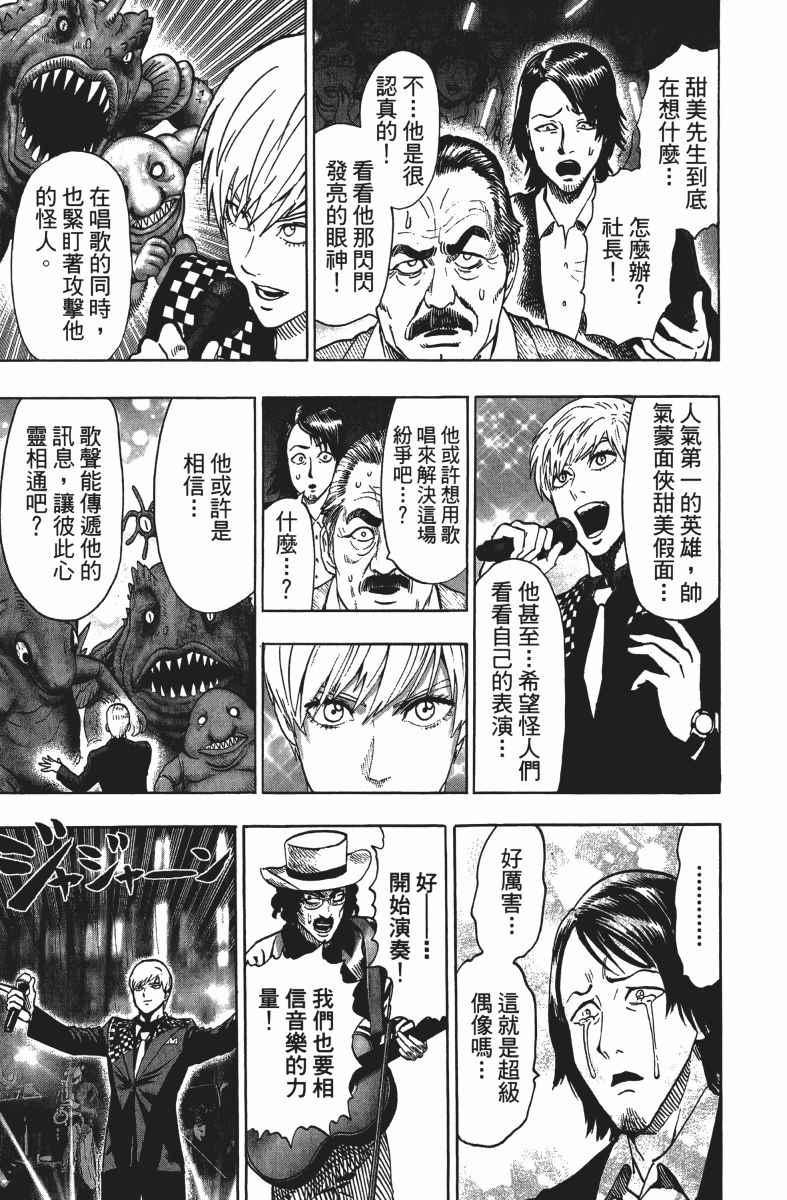 甜美先生到底
在想什麼…
怎麼辦?
社長!
不…他是很
認真的!
看看他那閃閃
發亮的眼神!
在唱歌的同時,
也緊盯著攻擊他
的怪人。
人氣第一的英雄,帥
氣蒙面俠甜美假面…
他甚至…希望怪人們
看看自己的表演…
他或許想用歌
唱來解決這場
紛爭吧…?
什麼…?
他或許是
相信…
歌聲能傳遞他的
訊息,讓彼此心
靈相通吧?
…………
好厲害…
這就是超級
偶像嗎…
好──…
開始演奏!
我們也要相
信音樂的力
量!
ジャジャーン